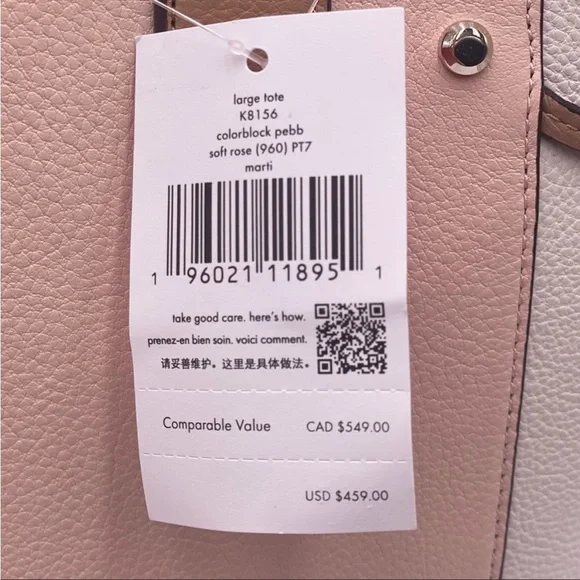 large tote
K8156
colorblock pebb
soft rose (960) PT7
marti
1 96021 11895 1
take good care. here's how.
prenez-en bien soin. voici comment.
请妥善维护。这里是具体做法。
Comparable Value CAD $549.00
USD $459.00